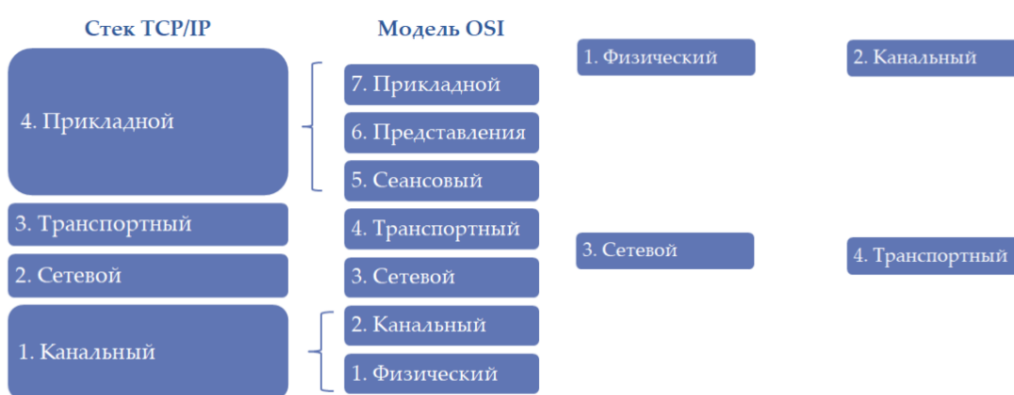 Стек TCP/IP
4. Прикладной
3. Транспортный
2. Сетевой
1. Канальный
Модель OSI
7. Прикладной
6. Представления
5. Сеансовый
4. Транспортный
3. Сетевой
2. Канальный
1. Физический
1. Физический
2. Канальный
3. Сетевой
4. Транспортный